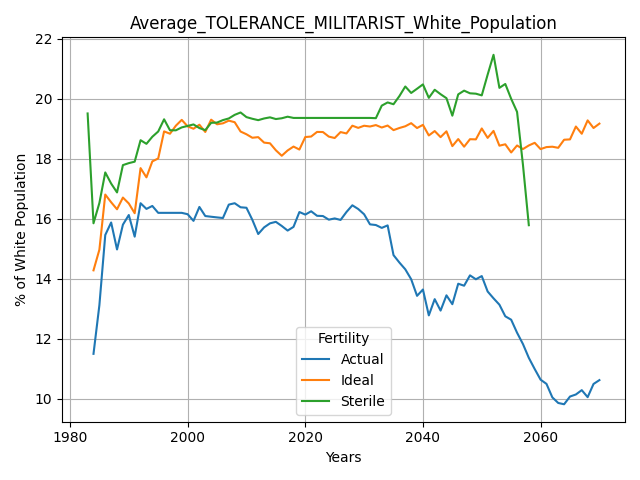 Average_TOLERANCE_MILITARIST_White_Population
% of White Population
22
20
18
16
14
12
10
1980
2000
2020
2040
2060
Years
Fertility
Actual
Ideal
Sterile